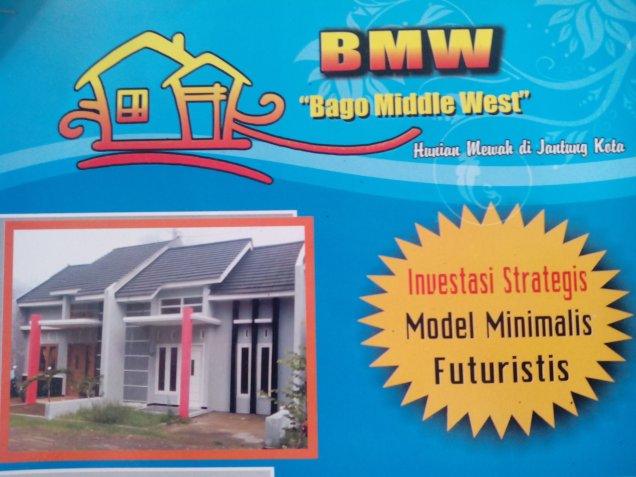 BMW
"Bago Middle West"
Hunian Mewah di Jantung Kota
Investasi Strategis
Model Minimalis
Futuristis